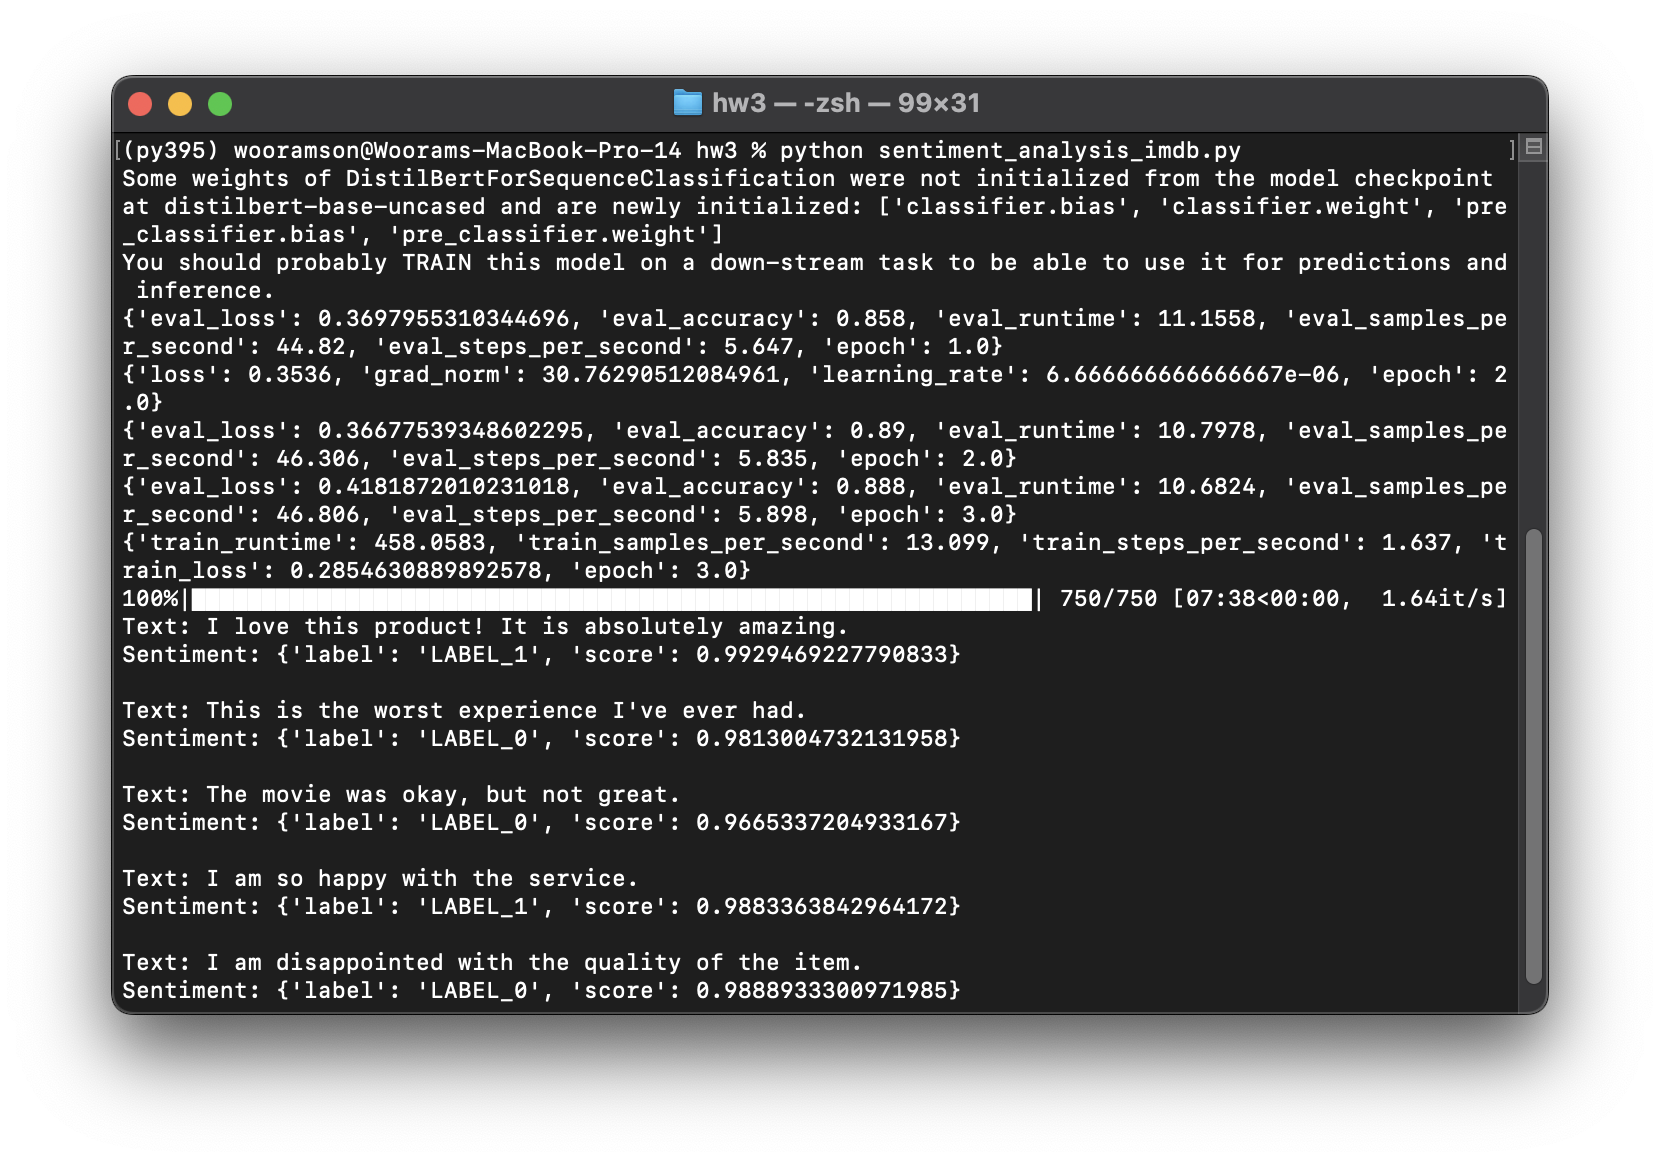 hw3 — -zsh — 99×31
[(py395) wooramson@Woorams-MacBook-Pro-14 hw3 % python sentiment_analysis_imdb.py ]
Some weights of DistilBertForSequenceClassification were not initialized from the model checkpoint
at distilbert-base-uncased and are newly initialized: ['classifier.bias', 'classifier.weight', 'pre
_classifier.bias', 'pre_classifier.weight']
You should probably TRAIN this model on a down-stream task to be able to use it for predictions and
 inference.
{'eval_loss': 0.3697955310344696, 'eval_accuracy': 0.858, 'eval_runtime': 11.1558, 'eval_samples_pe
r_second': 44.82, 'eval_steps_per_second': 5.647, 'epoch': 1.0}
{'loss': 0.3536, 'grad_norm': 30.76290512084961, 'learning_rate': 6.666666666666667e-06, 'epoch': 2
.0}
{'eval_loss': 0.36677539348602295, 'eval_accuracy': 0.89, 'eval_runtime': 10.7978, 'eval_samples_pe
r_second': 46.306, 'eval_steps_per_second': 5.835, 'epoch': 2.0}
{'eval_loss': 0.4181872010231018, 'eval_accuracy': 0.888, 'eval_runtime': 10.6824, 'eval_samples_pe
r_second': 46.806, 'eval_steps_per_second': 5.898, 'epoch': 3.0}
{'train_runtime': 458.0583, 'train_samples_per_second': 13.099, 'train_steps_per_second': 1.637, 't
rain_loss': 0.2854630889892578, 'epoch': 3.0}
100%|████████████████████████████████████████████████████████████| 750/750 [07:38<00:00,  1.64it/s]
Text: I love this product! It is absolutely amazing.
Sentiment: {'label': 'LABEL_1', 'score': 0.9929469227790833}
Text: This is the worst experience I've ever had.
Sentiment: {'label': 'LABEL_0', 'score': 0.9813004732131958}
Text: The movie was okay, but not great.
Sentiment: {'label': 'LABEL_0', 'score': 0.9665337204933167}
Text: I am so happy with the service.
Sentiment: {'label': 'LABEL_1', 'score': 0.9883363842964172}
Text: I am disappointed with the quality of the item.
Sentiment: {'label': 'LABEL_0', 'score': 0.9888933300971985}